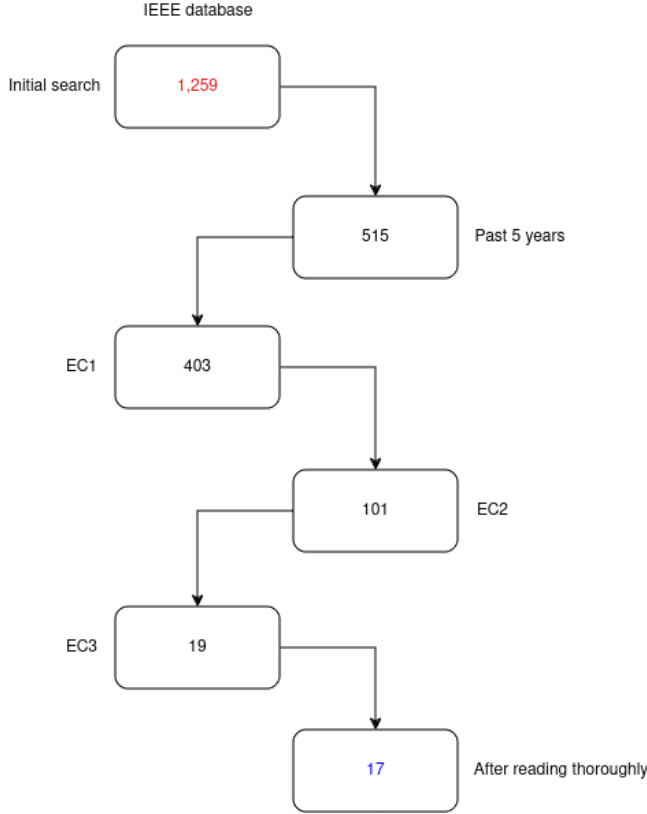 IEEE database
Initial search
1,259
515
Past 5 years
EC1
403
101
EC2
EC3
19
17
After reading thoroughly